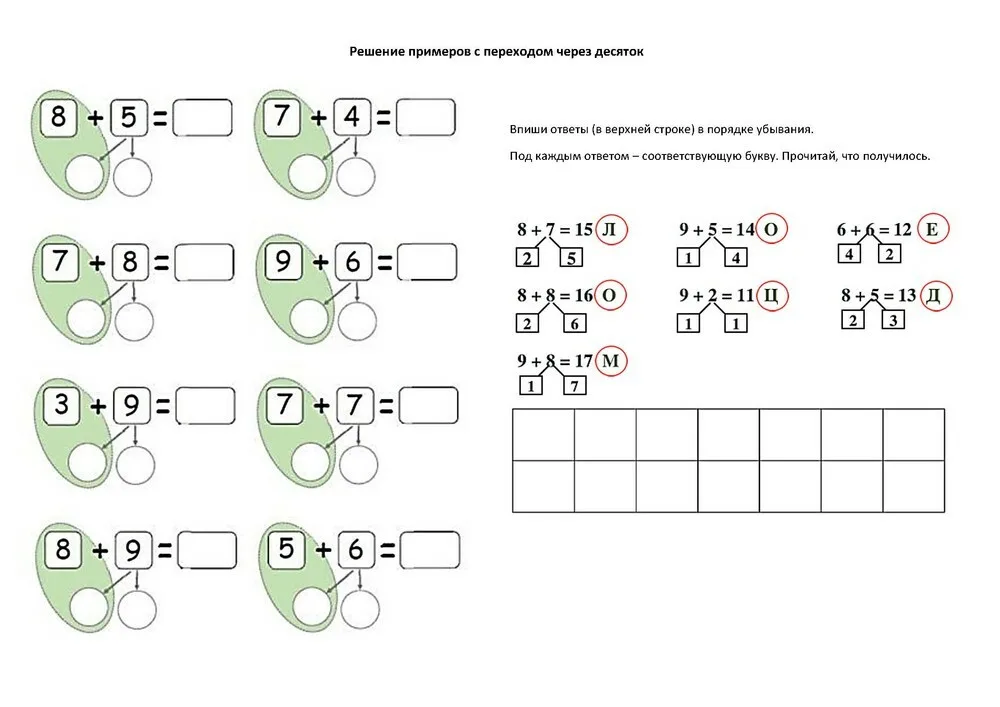 Решение примеров с переходом через десяток
8 + 5 =
7 + 4 =
7 + 8 =
9 + 6 =
3 + 9 =
7 + 7 =
8 + 9 =
5 + 6 =
Впиши ответы (в верхней строке) в порядке убывания.
Под каждым ответом – соответствующую букву. Прочитай, что получилось.
8 + 7 = 15 Л 9 + 5 = 14 О 6 + 6 = 12 Е
2 5 1 4 4 2
8 + 8 = 16 О 9 + 2 = 11 Ц 8 + 5 = 13 Д
2 6 1 1 2 3
9 + 8 = 17 М
1 7